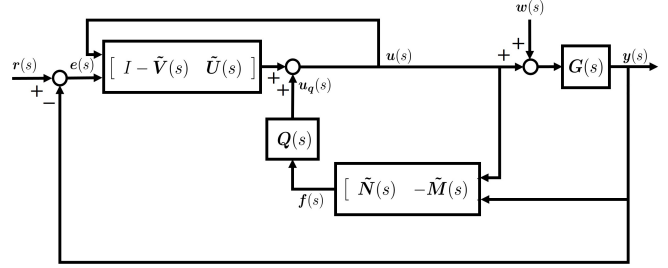 w(s)
r(s) e(s) [ I − Ṽ(s) Ũ(s) ] u(s) + G(s) y(s)
+ − + + u_q(s) + +
Q(s)
[ Ñ(s) −M̃(s)
f(s)